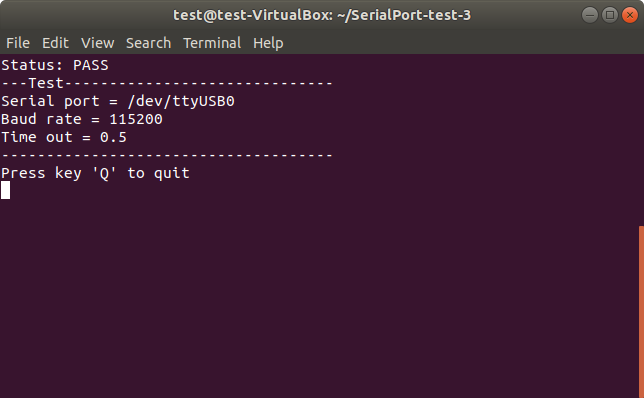 test@test-VirtualBox: ~/SerialPort-test-3
File Edit View Search Terminal Help
Status: PASS
---Test------------------------------
Serial port = /dev/ttyUSB0
Baud rate = 115200
Time out = 0.5
-------------------------------------
Press key 'Q' to quit